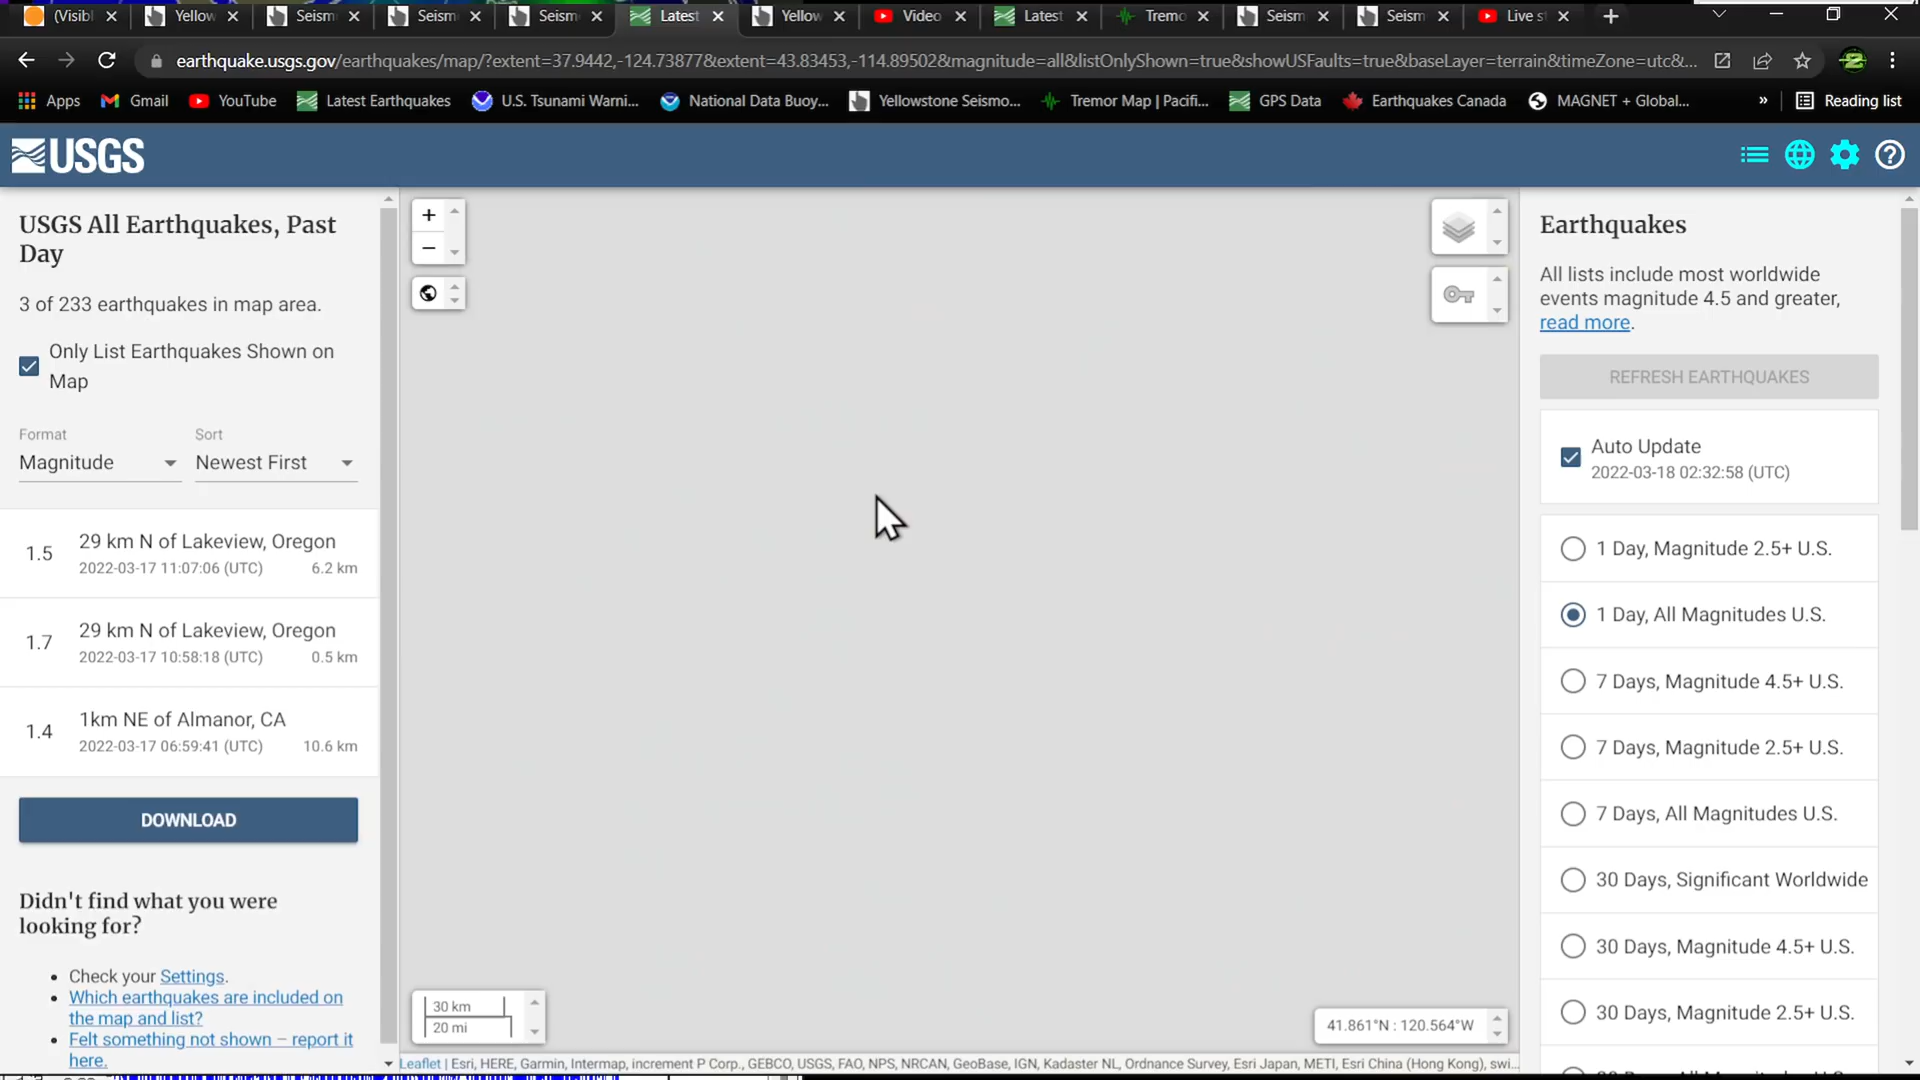 (Visibl
Yellow
Seism
Seism
Seism
Latest
Yellow
Video
Latest
Tremo
Seism
Seism
Live s
earthquake.usgs.gov/earthquakes/map/?extent=37.9442,-124.73877&extent=43.83453,-114.89502&magnitude=all&listOnlyShown=true&showUSFaults=true&baseLayer=terrain&timeZone=utc&...
Apps
Gmail
YouTube
Latest Earthquakes
U.S. Tsunami Warni...
National Data Buoy...
Yellowstone Seismo...
Tremor Map | Pacifi...
GPS Data
Earthquakes Canada
MAGNET + Global...
»
Reading list
USGS
USGS All Earthquakes, Past
Day
3 of 233 earthquakes in map area.
Only List Earthquakes Shown on
Map
Format
Sort
Magnitude
Newest First
1.5
29 km N of Lakeview, Oregon
2022-03-17 11:07:06 (UTC)
6.2 km
1.7
29 km N of Lakeview, Oregon
2022-03-17 10:58:18 (UTC)
0.5 km
1.4
1km NE of Almanor, CA
2022-03-17 06:59:41 (UTC)
10.6 km
DOWNLOAD
Didn't find what you were
looking for?
• Check your Settings.
• Which earthquakes are included on
the map and list?
• Felt something not shown – report it
here.
+
−
30 km
20 mi
41.861°N : 120.564°W
Leaflet | Esri, HERE, Garmin, Intermap, increment P Corp., GEBCO, USGS, FAO, NPS, NRCAN, GeoBase, IGN, Kadaster NL, Ordnance Survey, Esri Japan, METI, Esri China (Hong Kong), swi...
Earthquakes
All lists include most worldwide
events magnitude 4.5 and greater,
read more.
REFRESH EARTHQUAKES
Auto Update
2022-03-18 02:32:58 (UTC)
1 Day, Magnitude 2.5+ U.S.
1 Day, All Magnitudes U.S.
7 Days, Magnitude 4.5+ U.S.
7 Days, Magnitude 2.5+ U.S.
7 Days, All Magnitudes U.S.
30 Days, Significant Worldwide
30 Days, Magnitude 4.5+ U.S.
30 Days, Magnitude 2.5+ U.S.